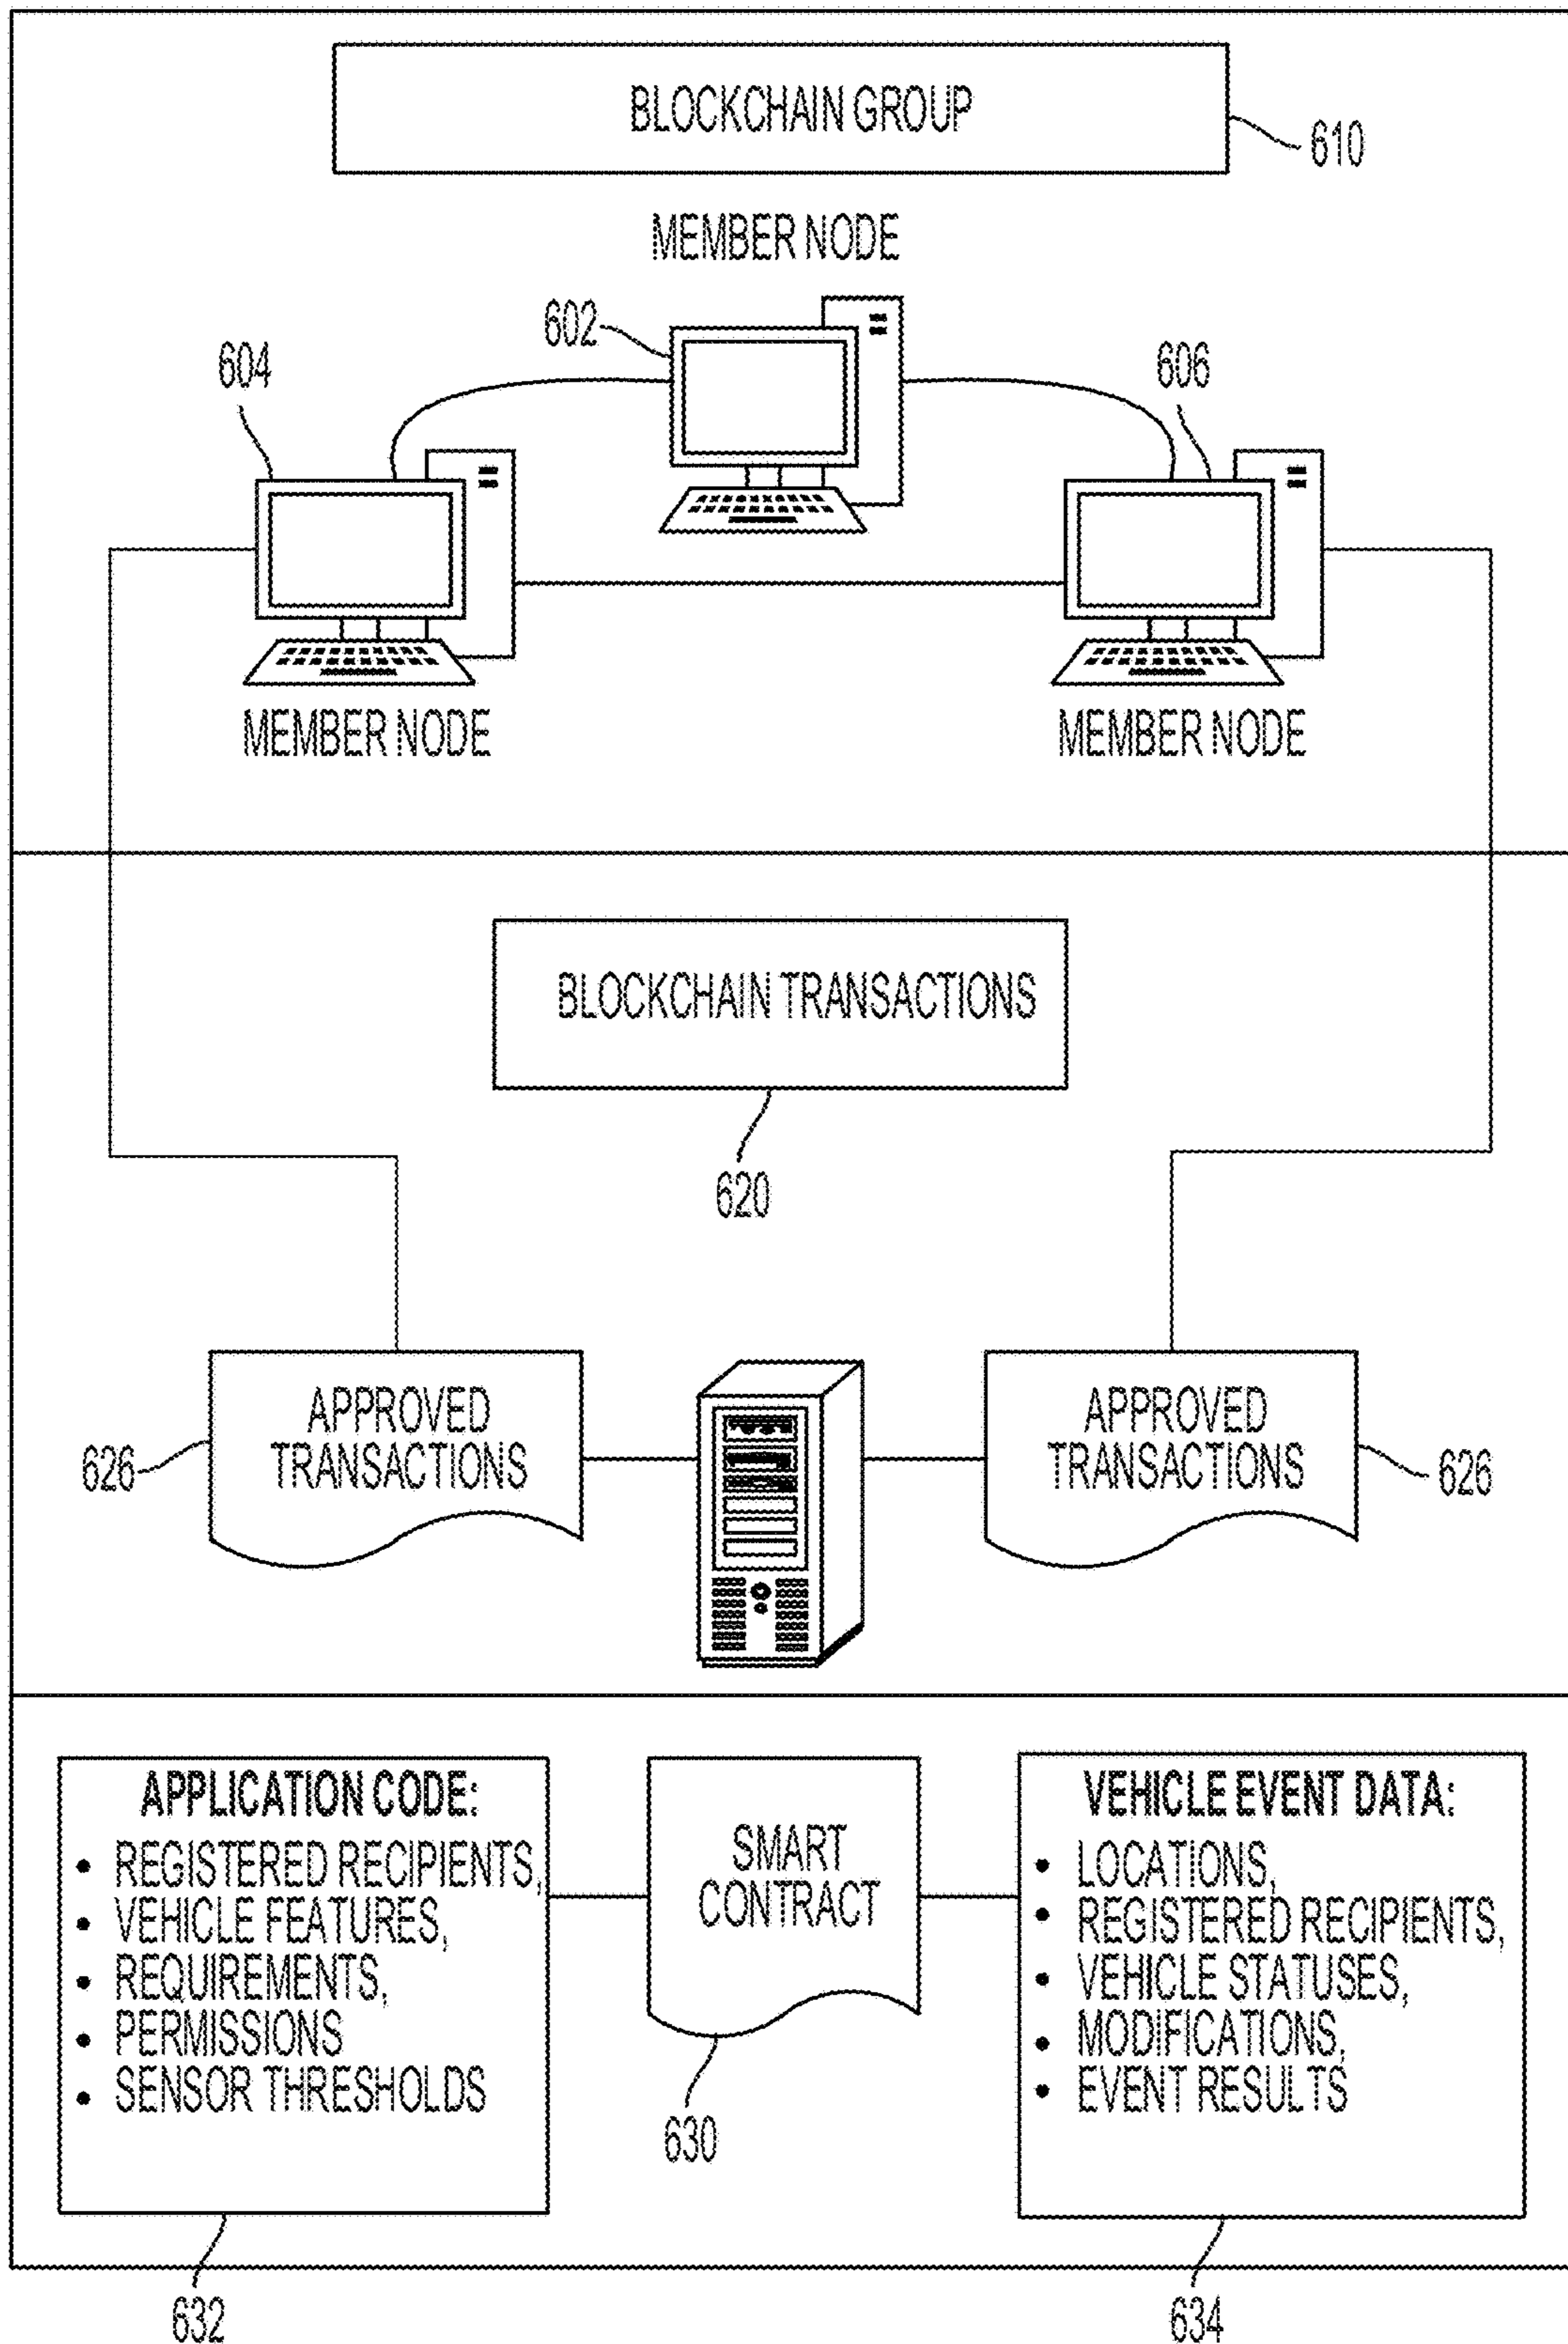 BLOCKCHAIN GROUP
610
MEMBER NODE
602
604
606
MEMBER NODE
MEMBER NODE
BLOCKCHAIN TRANSACTIONS
620
APPROVED
TRANSACTIONS
626
APPROVED
TRANSACTIONS
626
APPLICATION CODE:
• REGISTERED RECIPIENTS,
• VEHICLE FEATURES,
• REQUIREMENTS,
• PERMISSIONS
• SENSOR THRESHOLDS
632
SMART
CONTRACT
630
VEHICLE EVENT DATA:
• LOCATIONS,
• REGISTERED RECIPIENTS,
• VEHICLE STATUSES,
• MODIFICATIONS,
• EVENT RESULTS
634